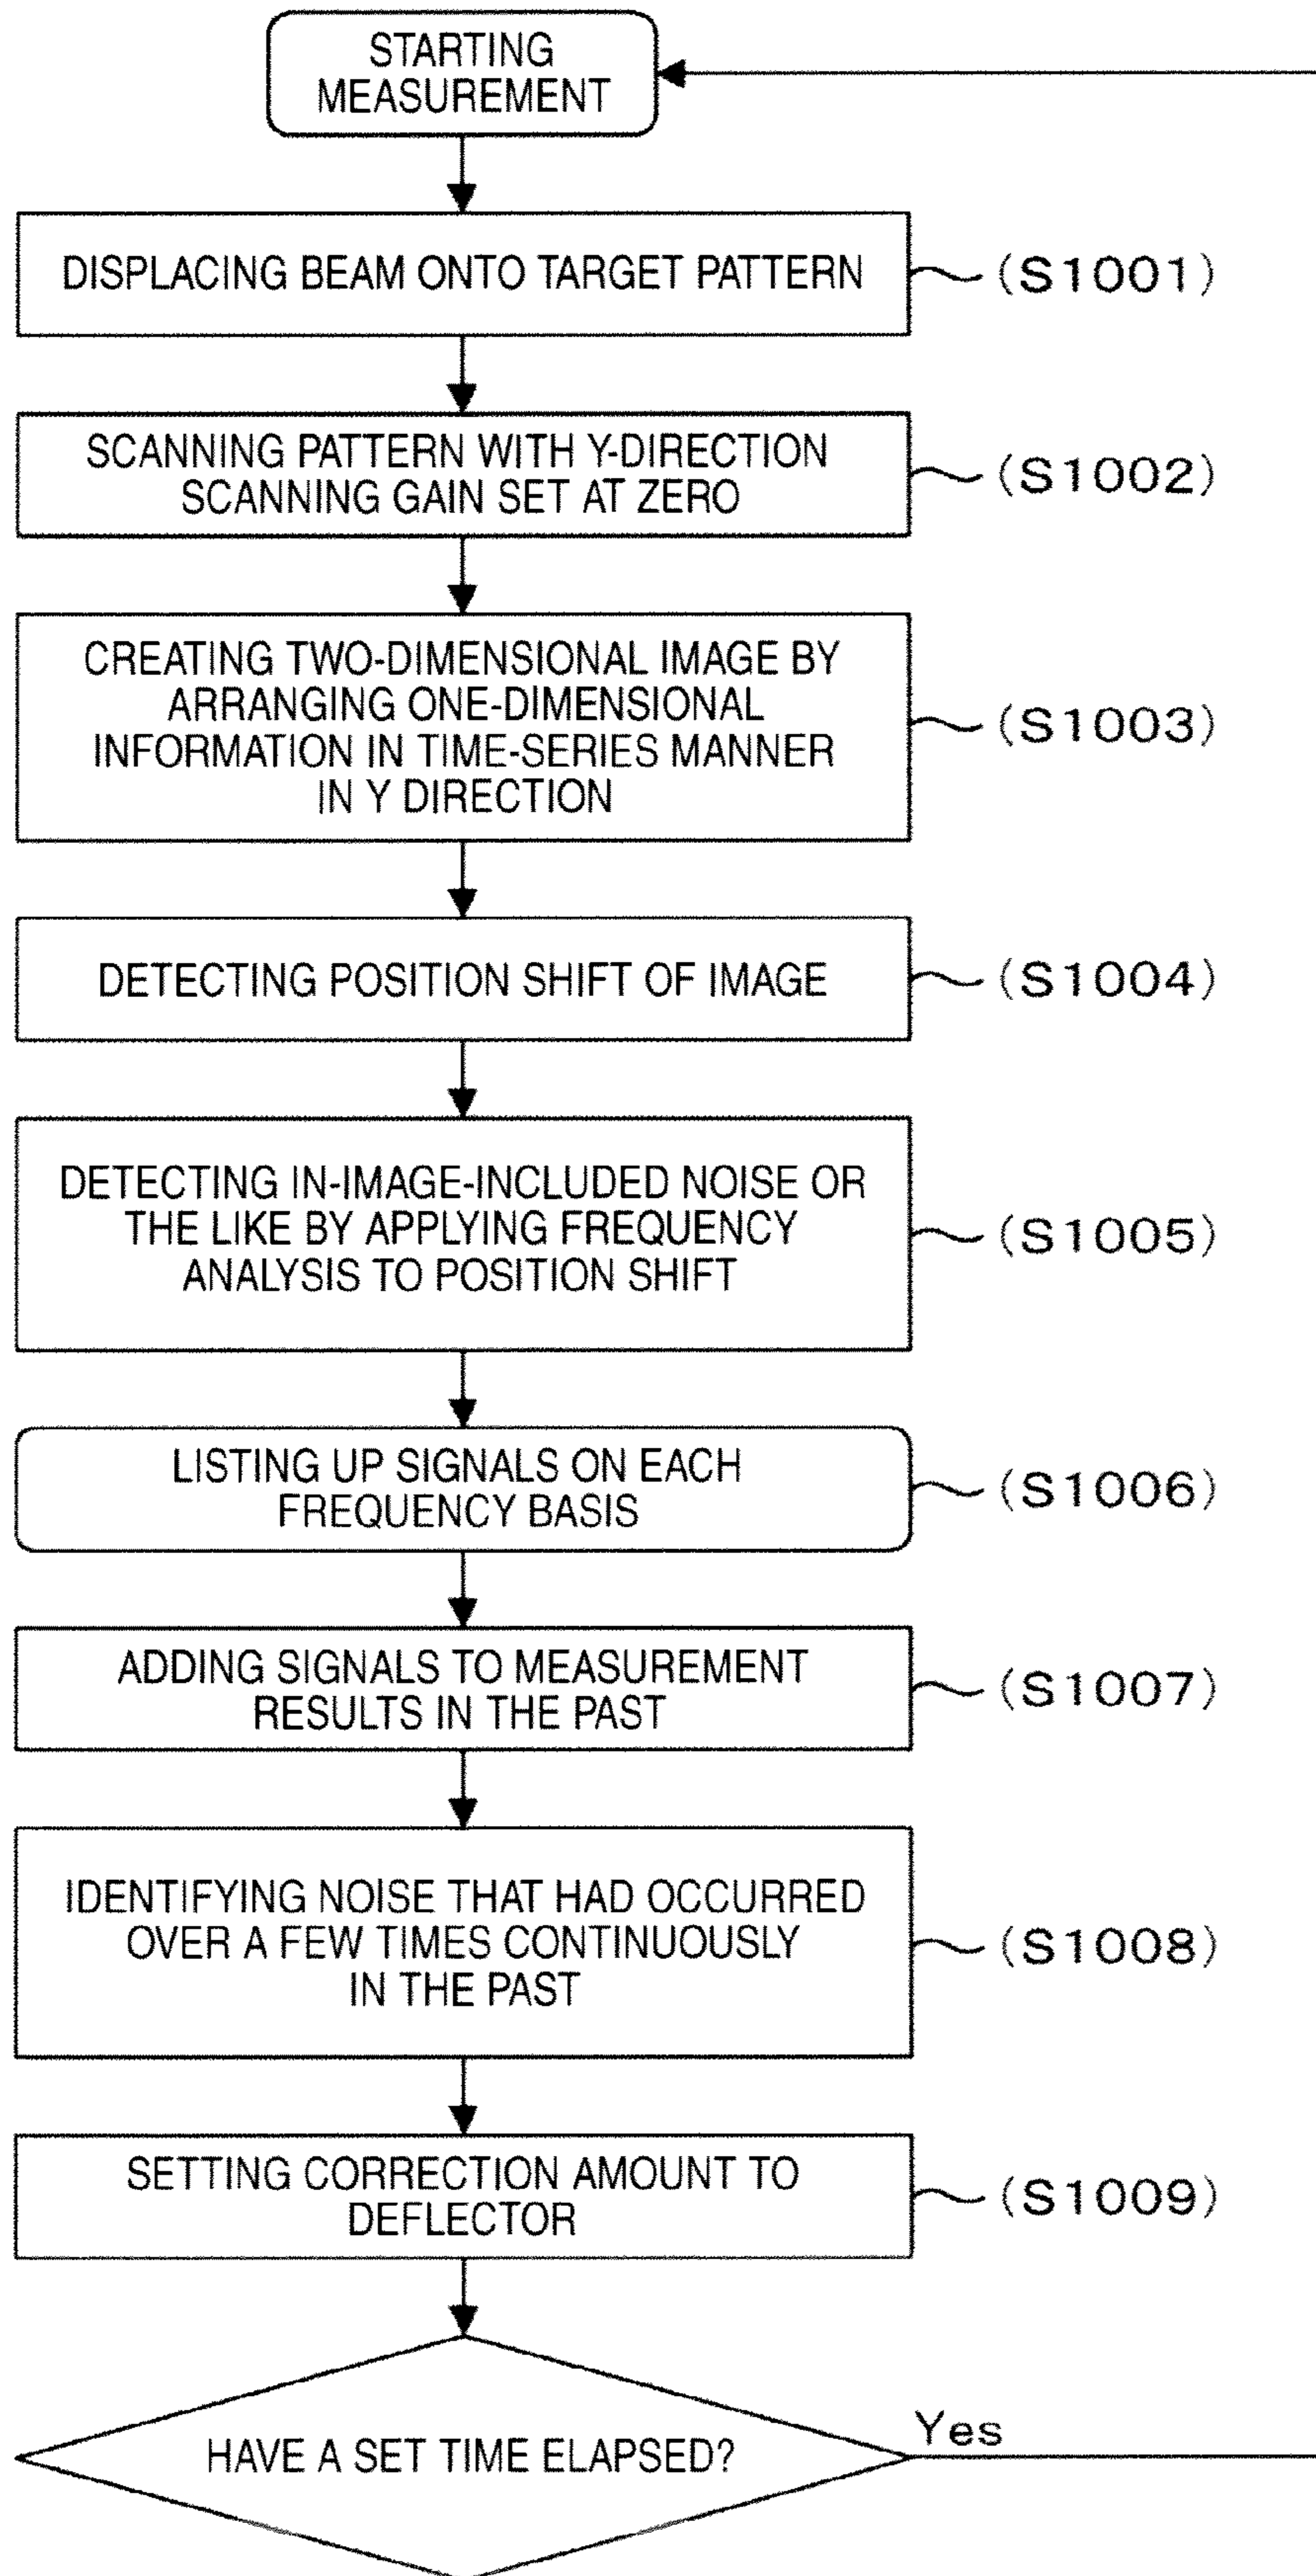 STARTING
MEASUREMENT
DISPLACING BEAM ONTO TARGET PATTERN
(S1001)
SCANNING PATTERN WITH Y-DIRECTION
SCANNING GAIN SET AT ZERO
(S1002)
CREATING TWO-DIMENSIONAL IMAGE BY
ARRANGING ONE-DIMENSIONAL
INFORMATION IN TIME-SERIES MANNER
IN Y DIRECTION
(S1003)
DETECTING POSITION SHIFT OF IMAGE
(S1004)
DETECTING IN-IMAGE-INCLUDED NOISE OR
THE LIKE BY APPLYING FREQUENCY
ANALYSIS TO POSITION SHIFT
(S1005)
LISTING UP SIGNALS ON EACH
FREQUENCY BASIS
(S1006)
ADDING SIGNALS TO MEASUREMENT
RESULTS IN THE PAST
(S1007)
IDENTIFYING NOISE THAT HAD OCCURRED
OVER A FEW TIMES CONTINUOUSLY
IN THE PAST
(S1008)
SETTING CORRECTION AMOUNT TO
DEFLECTOR
(S1009)
HAVE A SET TIME ELAPSED?
Yes